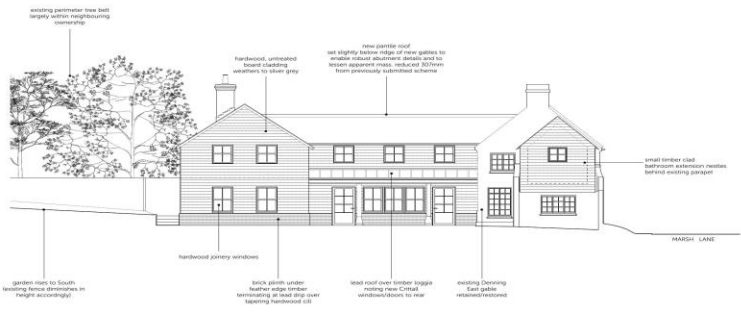 existing perimeter tree belt
largely within neighbouring
ownership
hardwood, untreated
board cladding
weathers to silver grey
new pantile roof
set slightly below ridge of new gables to
enable robust abutment details and to
lessen apparent mass. reduced 307mm
from previously submitted scheme
small timber clad
bathroom extension nestles
behind existing parapet
MARSH LANE
hardwood joinery windows
garden rises to South
(existing fence diminishes in
height accordingly)
brick plinth under
feather edge timber
terminating at lead drip over
tapering hardwood cill
lead roof over timber loggia
noting new Crittall
windows/doors to rear
existing Denning
East gable
retained/restored